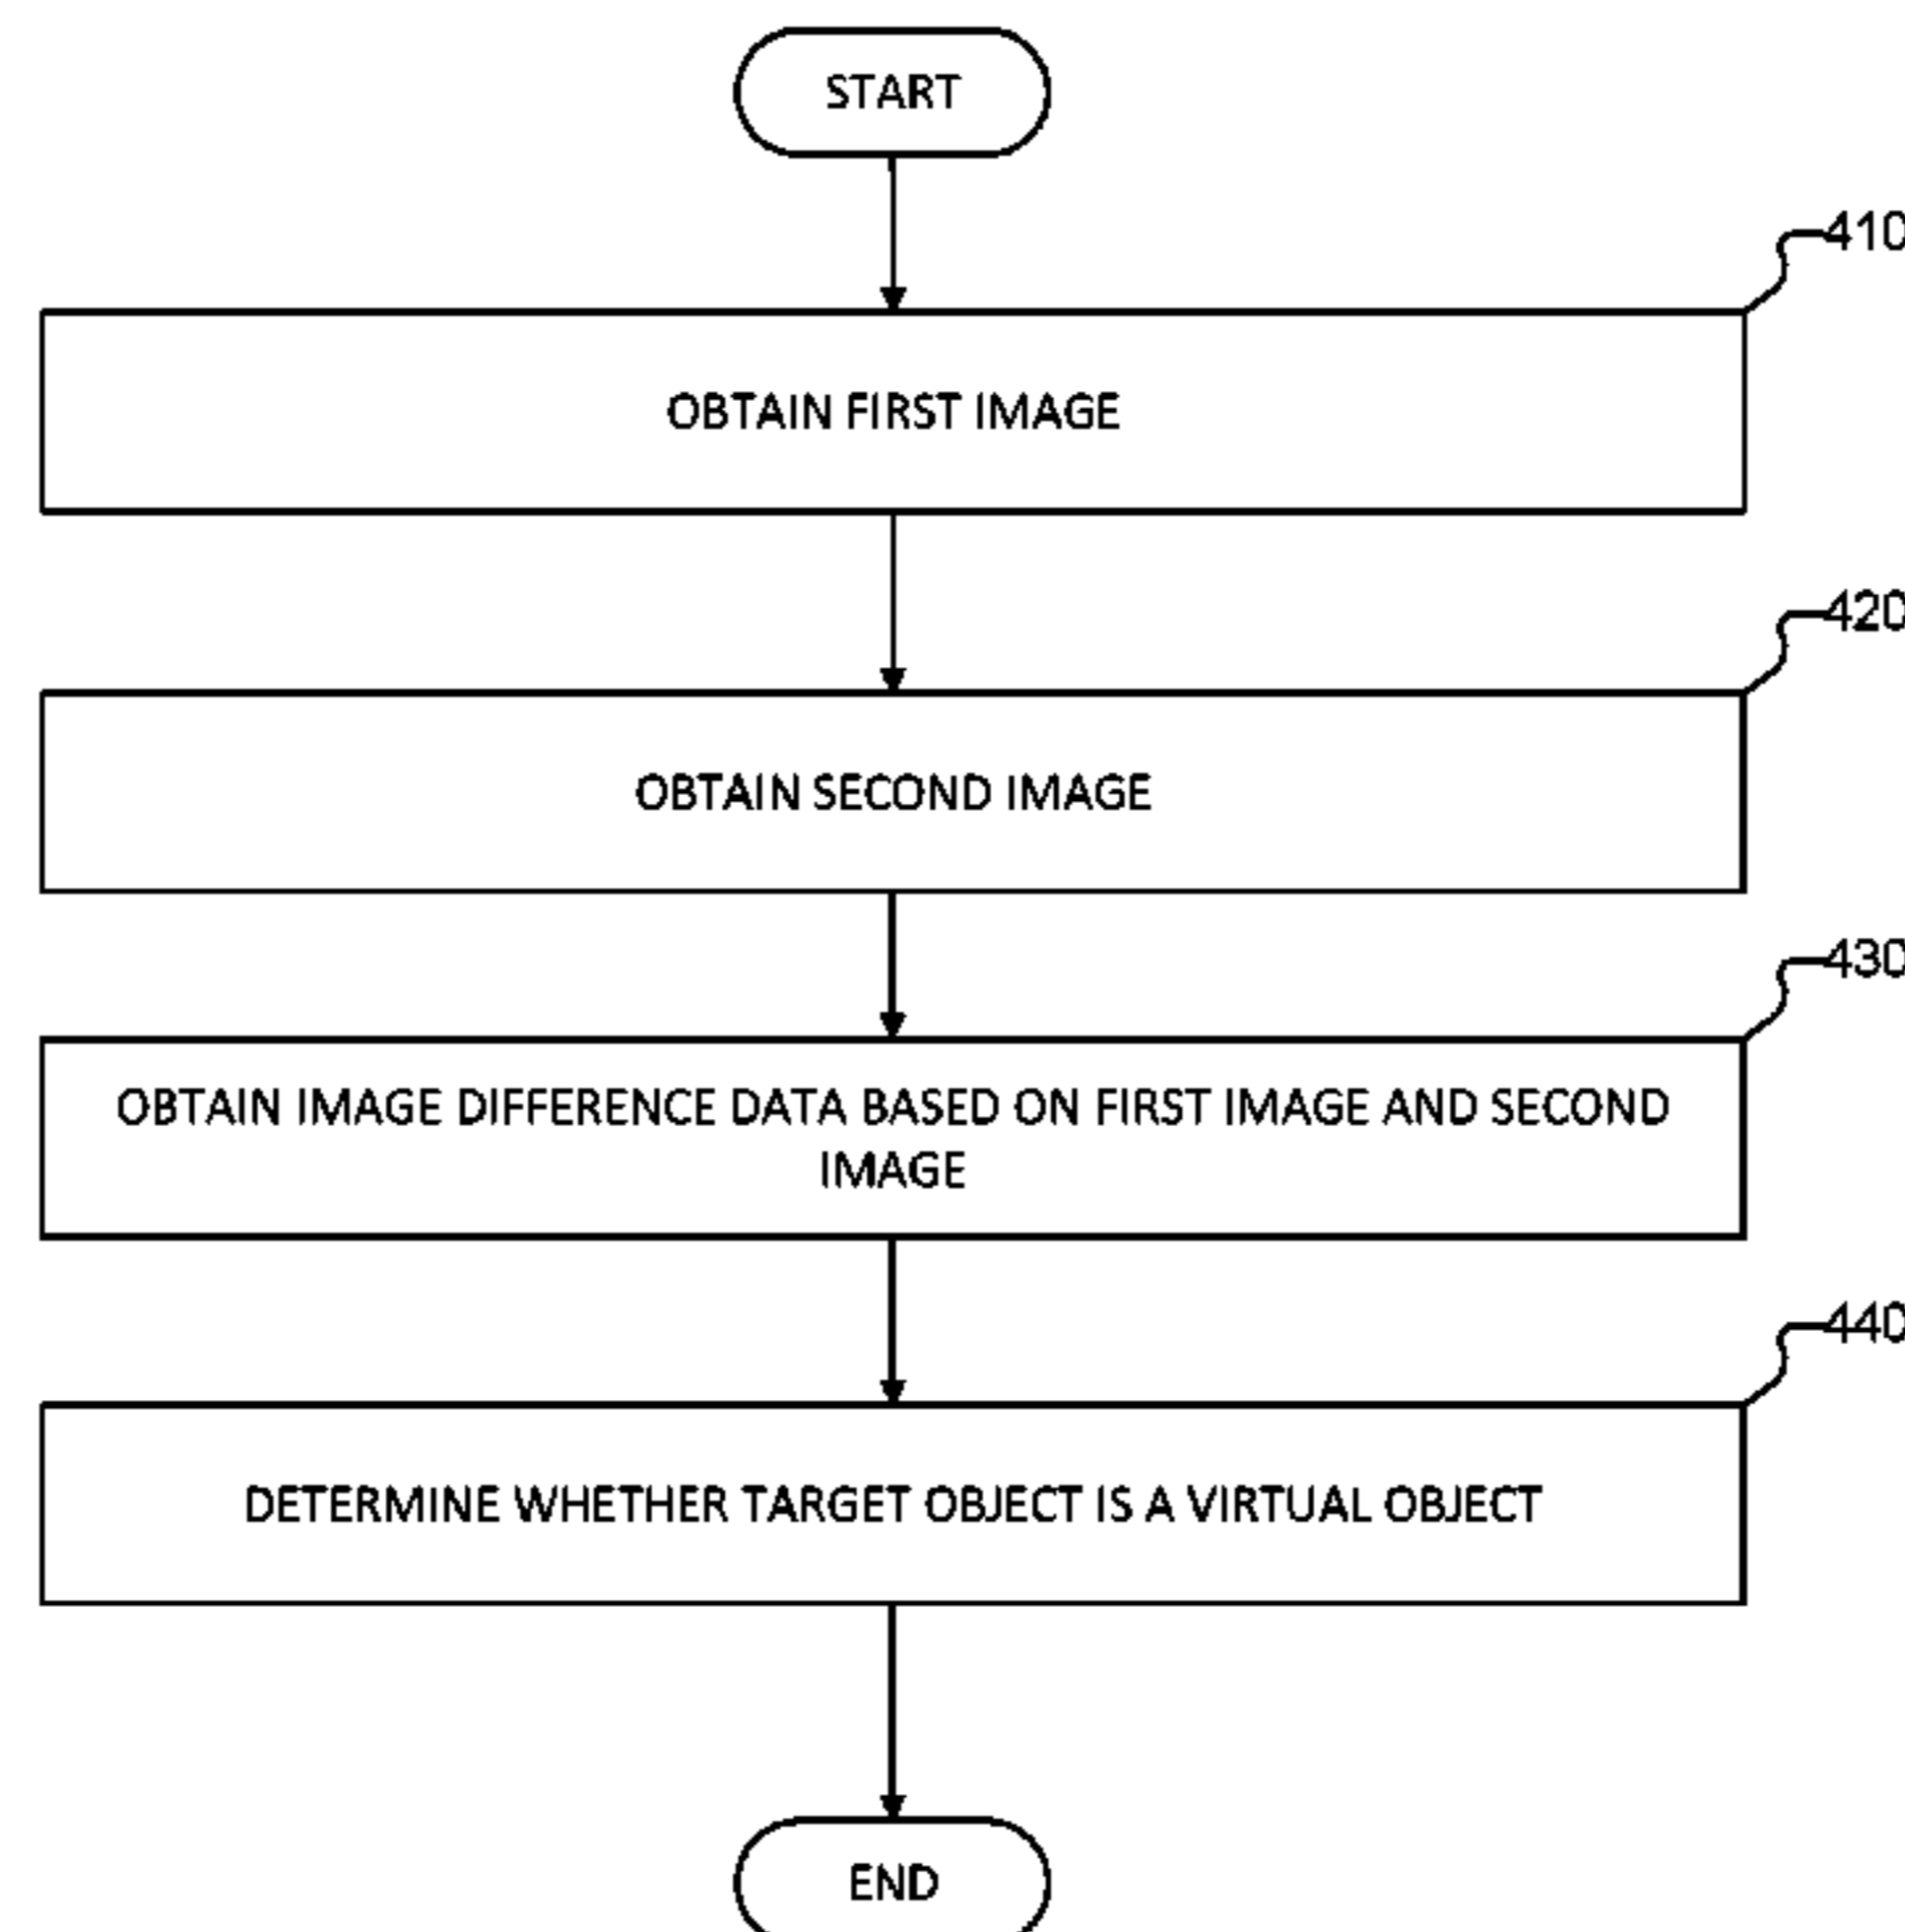 START
410
OBTAIN FIRST IMAGE
420
OBTAIN SECOND IMAGE
430
OBTAIN IMAGE DIFFERENCE DATA BASED ON FIRST IMAGE AND SECOND
IMAGE
440
DETERMINE WHETHER TARGET OBJECT IS A VIRTUAL OBJECT
END